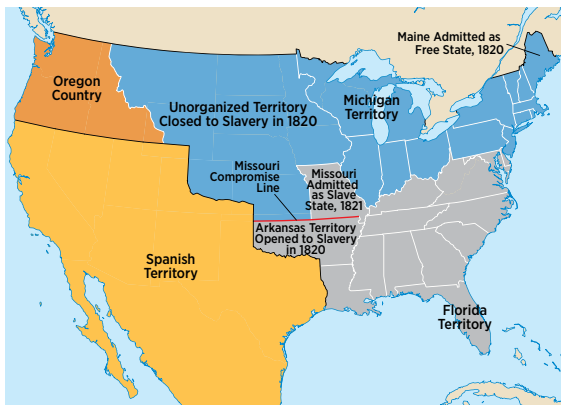 Maine Admitted as
Free State, 1820
Oregon
Country
Unorganized Territory
Closed to Slavery in 1820
Michigan
Territory
Missouri
Compromise
Line
Missouri
Admitted
as Slave
State, 1821
Arkansas Territory
Opened to Slavery
in 1820
Spanish
Territory
Florida
Territory